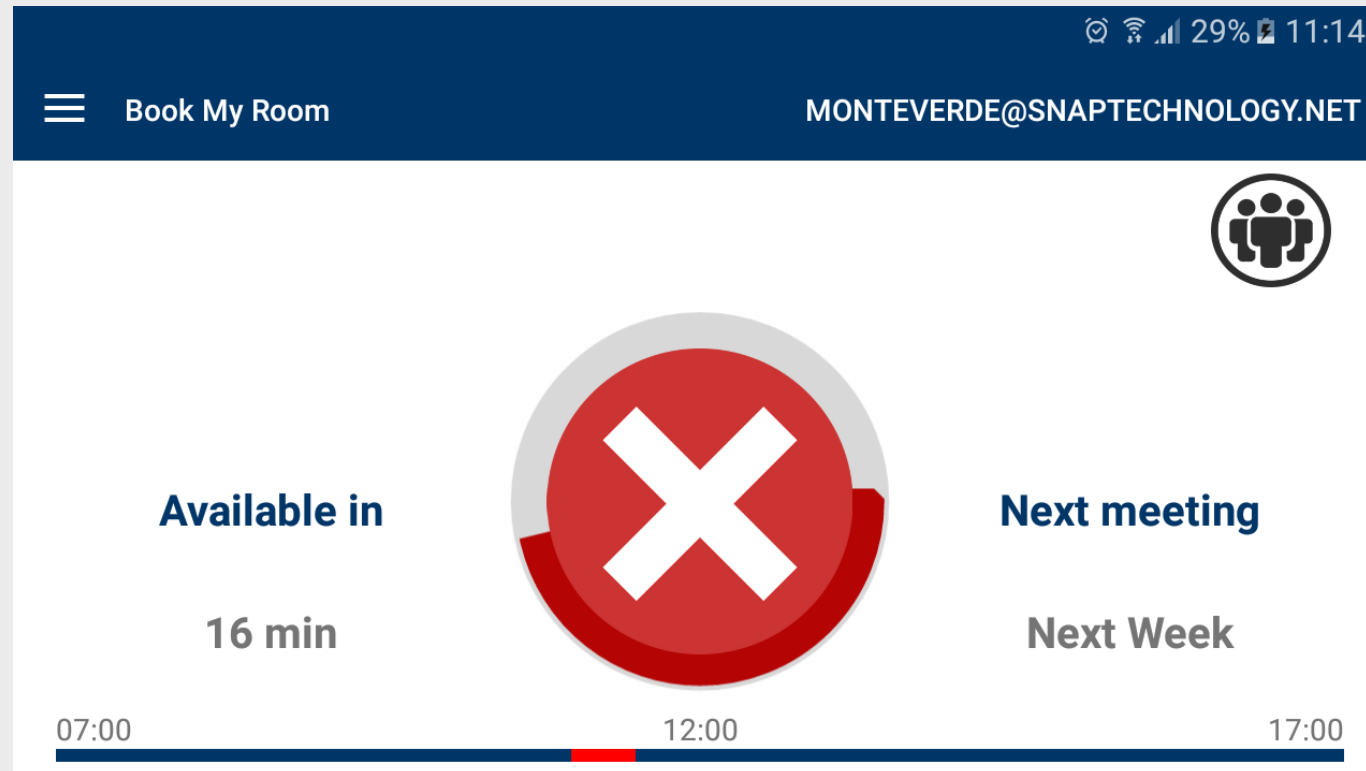 29% 11:14
Book My Room MONTEVERDE@SNAPTECHNOLOGY.NET
Available in
16 min
Next meeting
Next Week
07:00 12:00 17:00